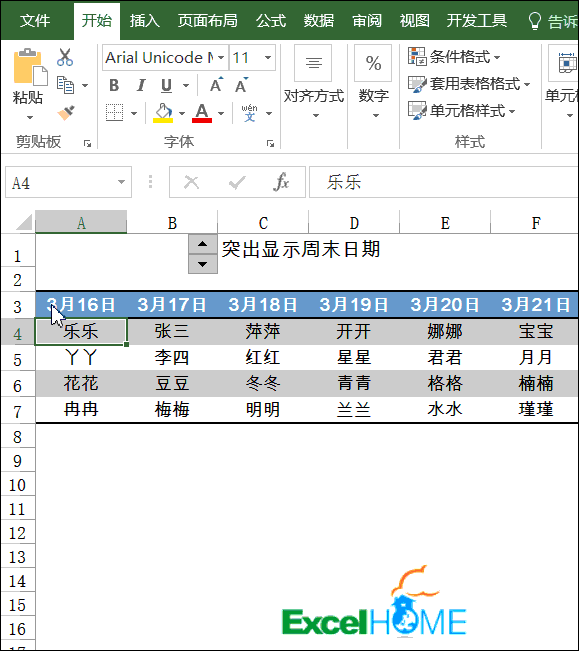 文件 开始 插入 页面布局 公式 数据 审阅 视图 开发工具 告诉
Arial Unicode M 11
条件格式
粘贴 B I U A A 对齐方式 % 数字 套用表格格式 单元
A wén 文 单元格样式
剪贴板 字体 样式
A4 fx 乐乐
A B C D E F
1 突出显示周末日期
2
3 3月16日 3月17日 3月18日 3月19日 3月20日 3月21日
4 乐乐 张三 萍萍 开开 娜娜 宝宝
5 丫丫 李四 红红 星星 君君 月月
6 花花 豆豆 冬冬 青青 格格 楠楠
7 冉冉 梅梅 明明 兰兰 水水 瑾瑾
8
9
10
11
12
13
14
15
16
17
Excel HOME